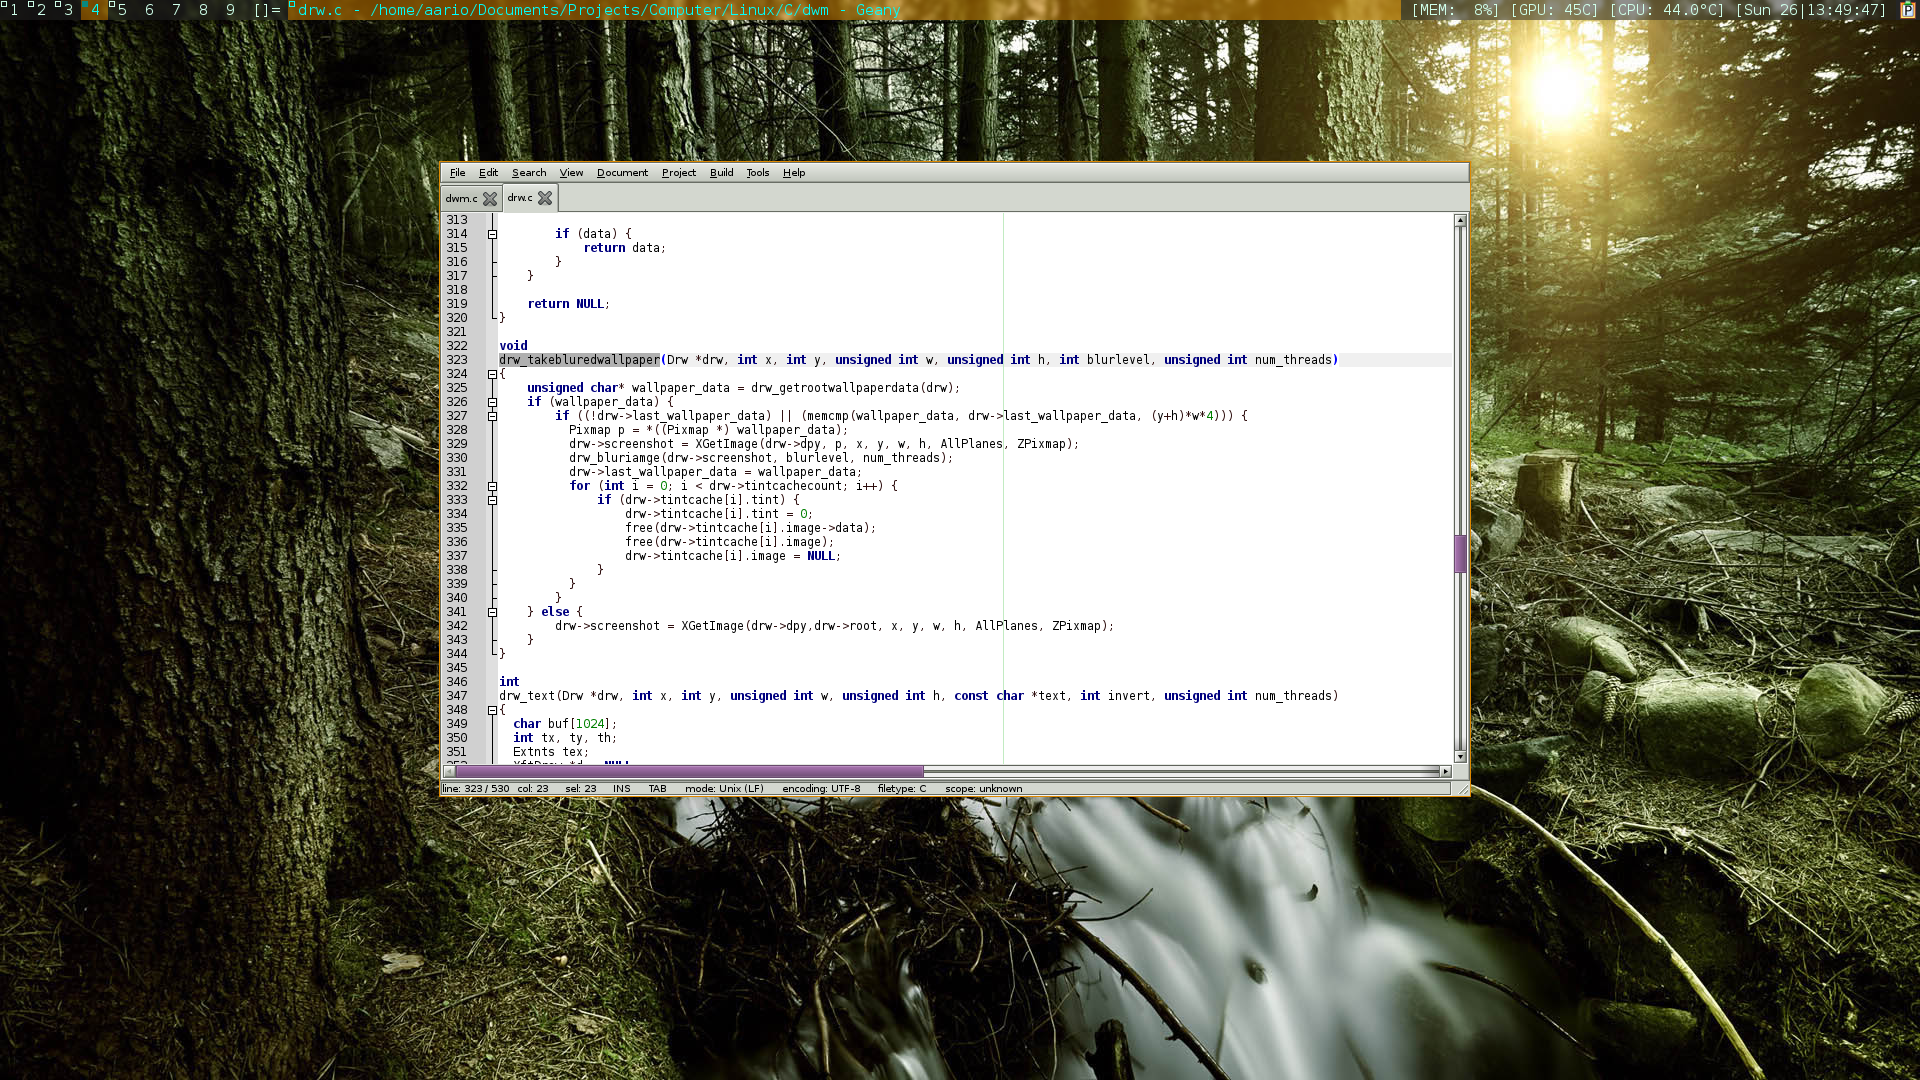 1 2 3 4 5 6 7 8 9 []= drw.c - /home/aario/Documents/Projects/Computer/Linux/C/dwm - Geany [MEM:  8%] [GPU: 45C] [CPU: 44.0°C] [Sun 26|13:49:47]
File Edit Search View Document Project Build Tools Help
dwm.c drw.c
313
314         if (data) {
315             return data;
316         }
317     }
318
319     return NULL;
320 }
321
322 void
323 drw_takebluredwallpaper(Drw *drw, int x, int y, unsigned int w, unsigned int h, int blurlevel, unsigned int num_threads)
324 {
325     unsigned char* wallpaper_data = drw_getrootwallpaperdata(drw);
326     if (wallpaper_data) {
327         if ((!drw->last_wallpaper_data) || (memcmp(wallpaper_data, drw->last_wallpaper_data, (y+h)*w*4))) {
328           Pixmap p = *((Pixmap *) wallpaper_data);
329           drw->screenshot = XGetImage(drw->dpy, p, x, y, w, h, AllPlanes, ZPixmap);
330           drw_bluriamge(drw->screenshot, blurlevel, num_threads);
331           drw->last_wallpaper_data = wallpaper_data;
332           for (int i = 0; i < drw->tintcachecount; i++) {
333               if (drw->tintcache[i].tint) {
334                   drw->tintcache[i].tint = 0;
335                   free(drw->tintcache[i].image->data);
336                   free(drw->tintcache[i].image);
337                   drw->tintcache[i].image = NULL;
338               }
339           }
340         }
341     } else {
342         drw->screenshot = XGetImage(drw->dpy,drw->root, x, y, w, h, AllPlanes, ZPixmap);
343     }
344 }
345
346 int
347 drw_text(Drw *drw, int x, int y, unsigned int w, unsigned int h, const char *text, int invert, unsigned int num_threads)
348 {
349   char buf[1024];
350   int tx, ty, th;
351   Extnts tex;
line: 323 / 530 col: 23 sel: 23 INS TAB mode: Unix (LF) encoding: UTF-8 filetype: C scope: unknown